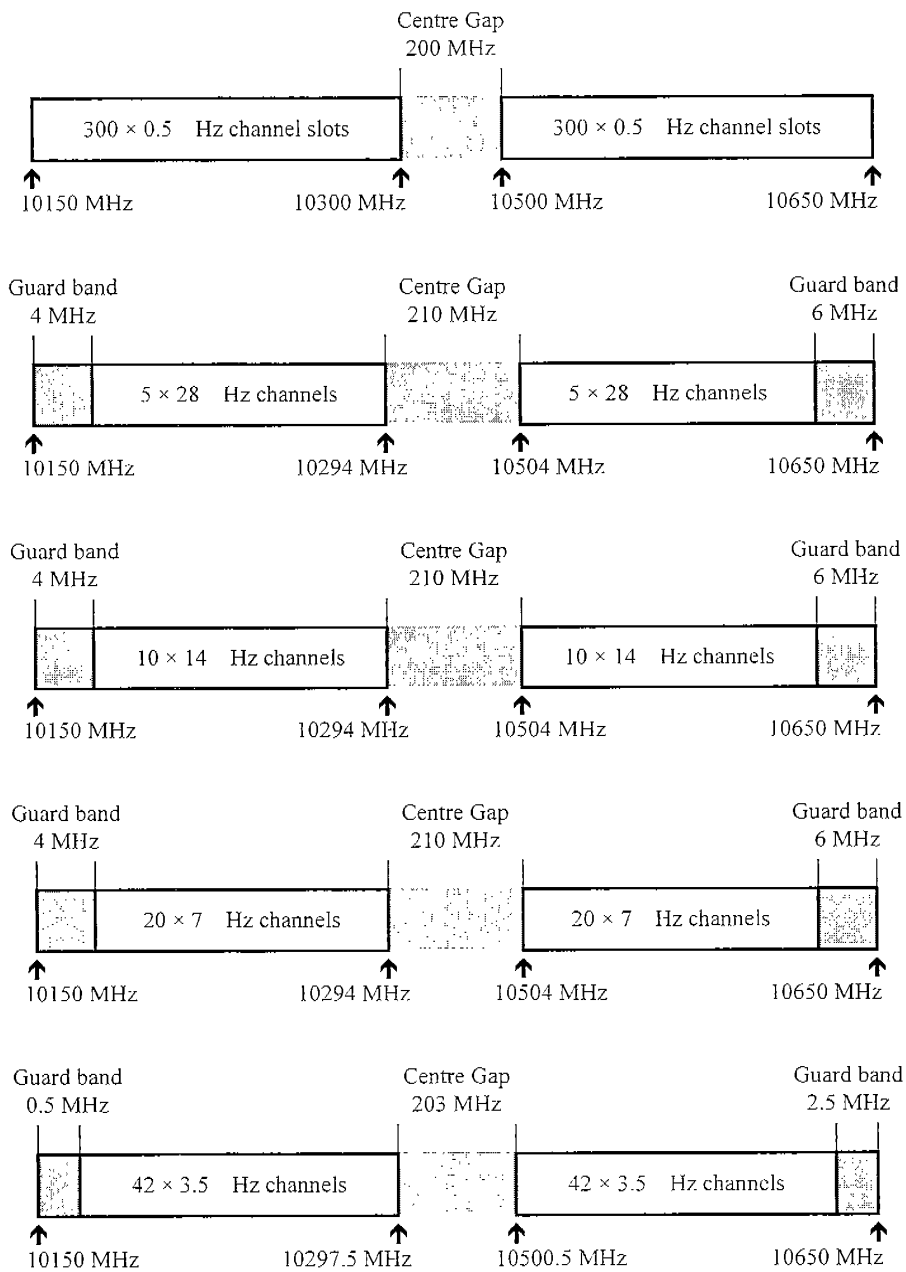 Centre Gap
200 MHz
300 × 0.5 Hz channel slots
300 × 0.5 Hz channel slots
10150 MHz
10300 MHz
10500 MHz
10650 MHz
Guard band
4 MHz
Centre Gap
210 MHz
Guard band
6 MHz
5 × 28 Hz channels
5 × 28 Hz channels
10150 MHz
10294 MHz
10504 MHz
10650 MHz
Guard band
4 MHz
Centre Gap
210 MHz
Guard band
6 MHz
10 × 14 Hz channels
10 × 14 Hz channels
10150 MHz
10294 MHz
10504 MHz
10650 MHz
Guard band
4 MHz
Centre Gap
210 MHz
Guard band
6 MHz
20 × 7 Hz channels
20 × 7 Hz channels
10150 MHz
10294 MHz
10504 MHz
10650 MHz
Guard band
0.5 MHz
Centre Gap
203 MHz
Guard band
2.5 MHz
42 × 3.5 Hz channels
42 × 3.5 Hz channels
10150 MHz
10297.5 MHz
10500.5 MHz
10650 MHz